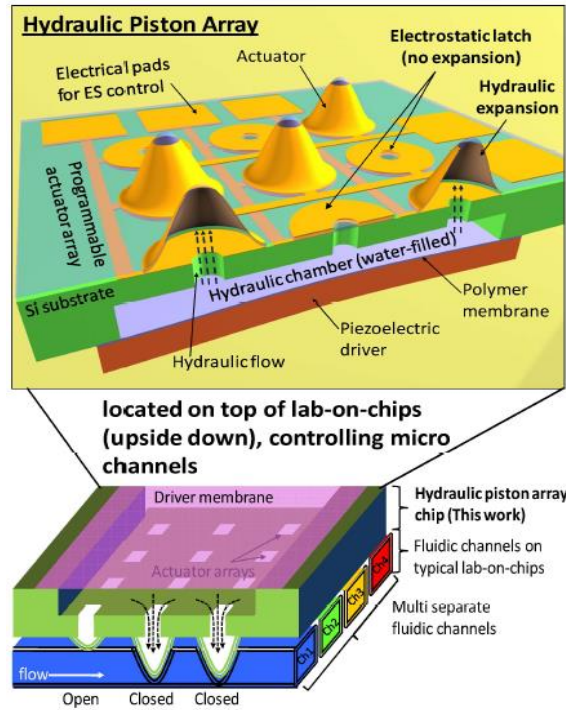 Hydraulic Piston Array
Electrical pads
for ES control
Actuator
Electrostatic latch
(no expansion)
Hydraulic
expansion
Programmable
actuator array
Si substrate
Hydraulic chamber (water-filled)
Hydraulic flow
Piezoelectric
driver
Polymer
membrane
located on top of lab-on-chips
(upside down), controlling micro
channels
Driver membrane
Actuator arrays
Hydraulic piston array
chip (This work)
Fluidic channels on
typical lab-on-chips
Multi separate
fluidic channels
Ch1
Ch2
Ch3
Ch4
flow
Open
Closed
Closed